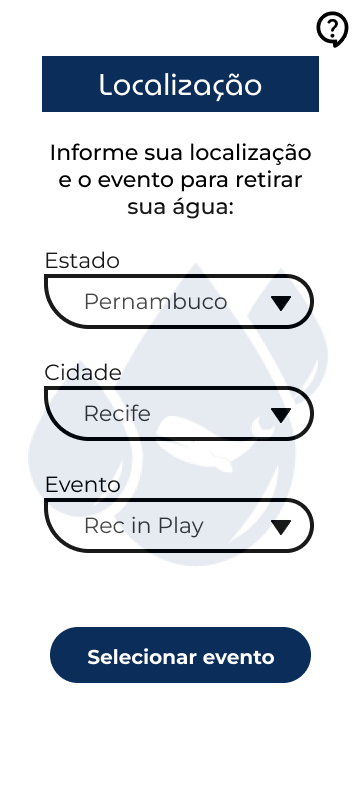 Localização
Informe sua localização
e o evento para retirar
sua água:
Estado
Pernambuco
Cidade
Recife
Evento
Rec in Play
Selecionar evento